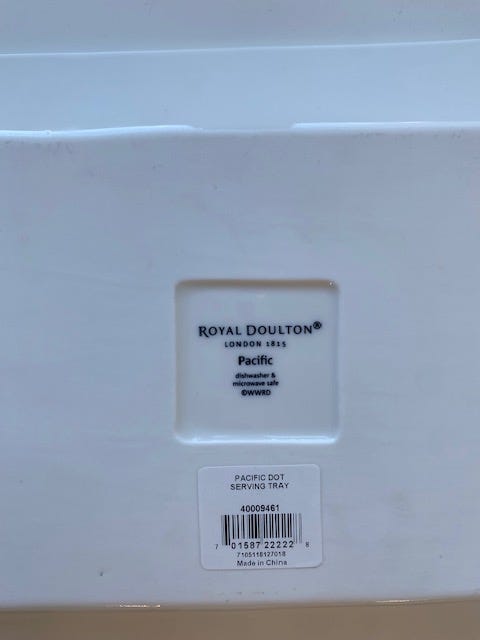 ROYAL DOULTON®
LONDON 1815
Pacific
dishwasher &
microwave safe
©WWRD
PACIFIC DOT
SERVING TRAY
40009461
7 01587 22222 8
7105118127018
Made in China